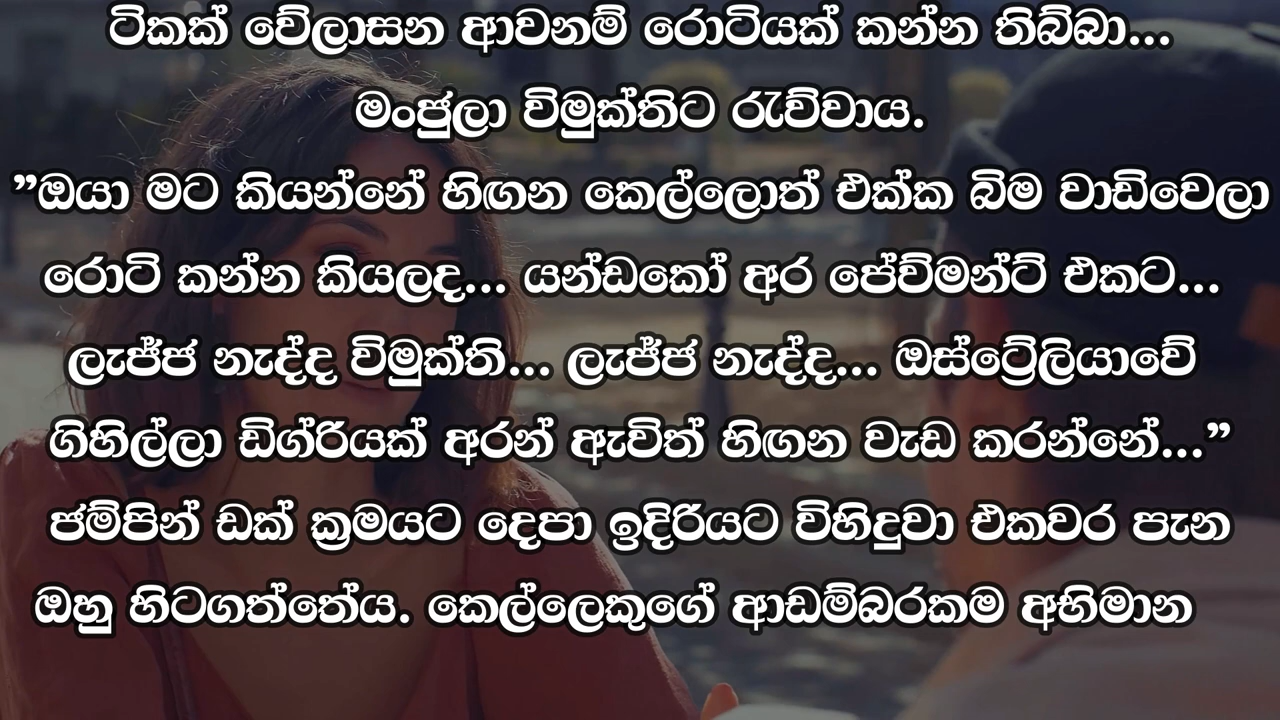 ටිකක් වේලාසන ආවනම් රොටියක් කන්න තිබ්බා...
මංජුලා විමුක්තිට රැව්වාය.
”ඔයා මට කියන්නේ හිඟන කෙල්ලොත් එක්ක බිම වාඩිවෙලා
රොටි කන්න කියලද... යන්ඩකෝ අර පේව්මන්ට් එකට...
ලැජ්ජ නැද්ද විමුක්ති... ලැජ්ජ නැද්ද... ඔස්ට්‍රේලියාවේ
ගිහිල්ලා ඩිග්රියක් අරන් ඇවිත් හිඟන වැඩ කරන්නේ...”
ජම්පින් ඩක් ක්‍රමයට දෙපා ඉදිරියට විහිදුවා එකවර පැන
ඔහු හිටගත්තේය. කෙල්ලෙකුගේ ආඩම්බරකම අභිමාන